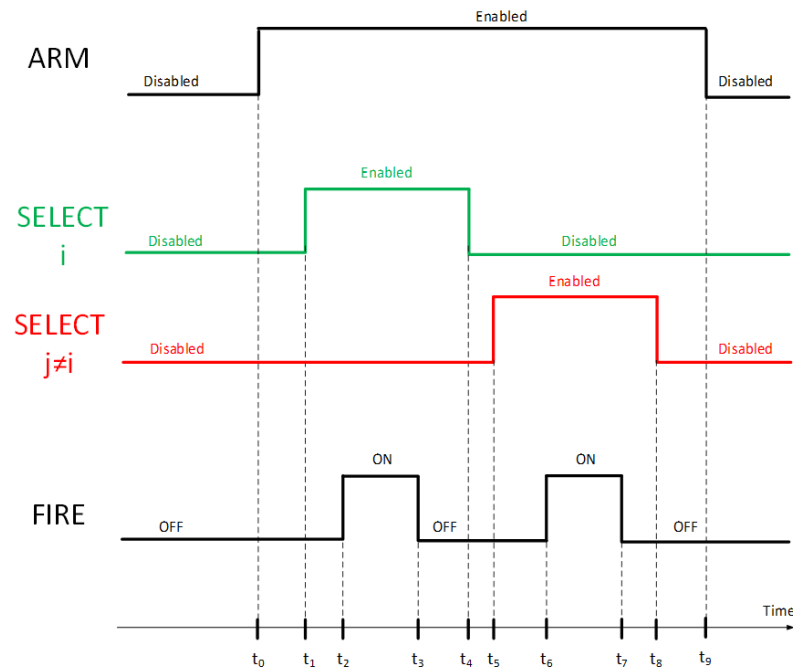 Enabled
ARM
Disabled
Disabled
Enabled
SELECT
i
Disabled
Disabled
Enabled
SELECT
j≠i
Disabled
Disabled
ON
ON
FIRE
OFF
OFF
OFF
Time
t₀ t₁ t₂ t₃ t₄ t₅ t₆ t₇ t₈ t₉